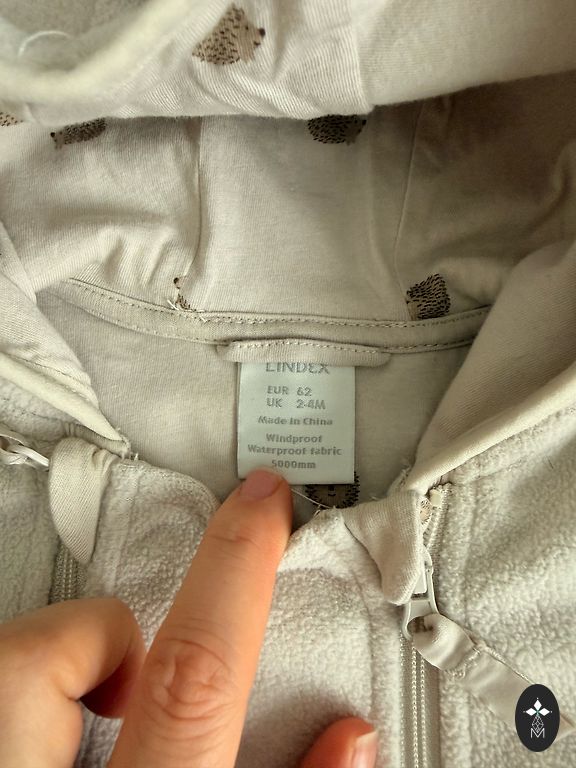 LINDEX
EUR 62
UK 2-4M
Made in China
Windproof
Waterproof fabric
5000mm
M